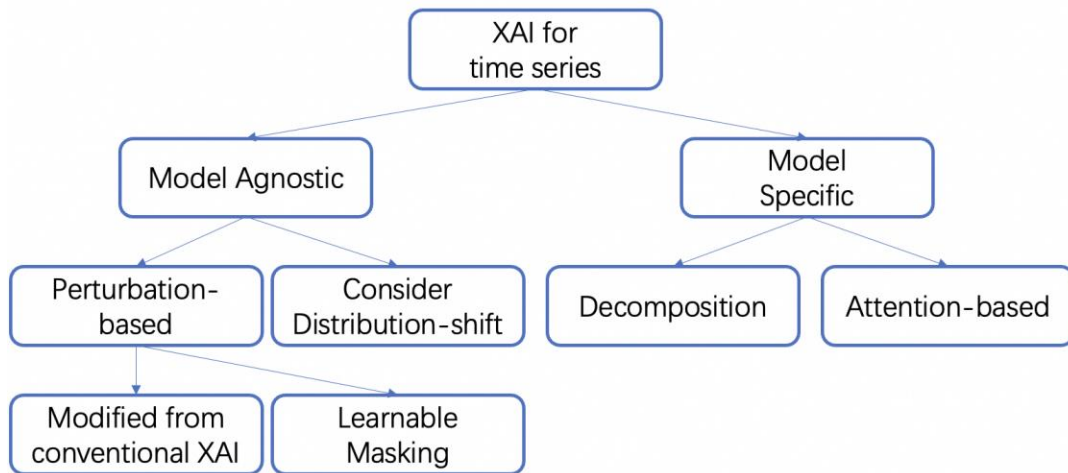 XAI for
time series
Model Agnostic
Model
Specific
Perturbation-
based
Consider
Distribution-shift
Decomposition
Attention-based
Modified from
conventional XAI
Learnable
Masking